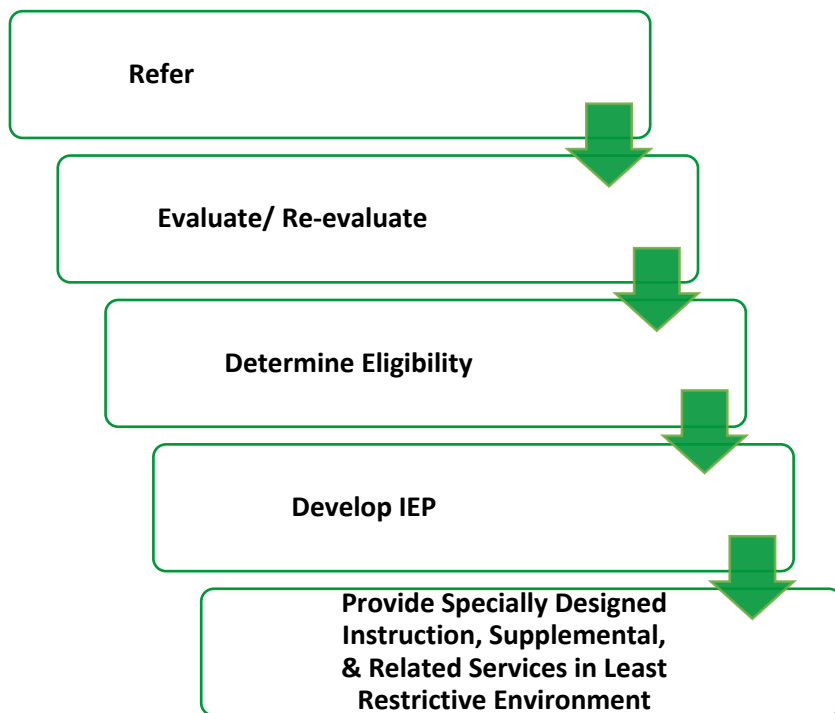 Refer
Evaluate/ Re-evaluate
Determine Eligibility
Develop IEP
Provide Specially Designed
Instruction, Supplemental,
& Related Services in Least
Restrictive Environment